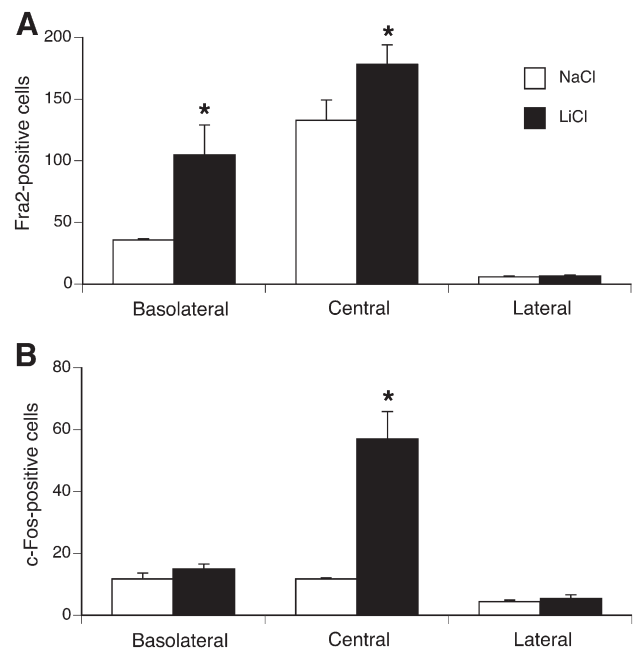 A
Fra2-positive cells
200
150
100
50
0
*
*
NaCl
LiCl
Basolateral
Central
Lateral
B
c-Fos-positive cells
80
60
40
20
0
*
Basolateral
Central
Lateral